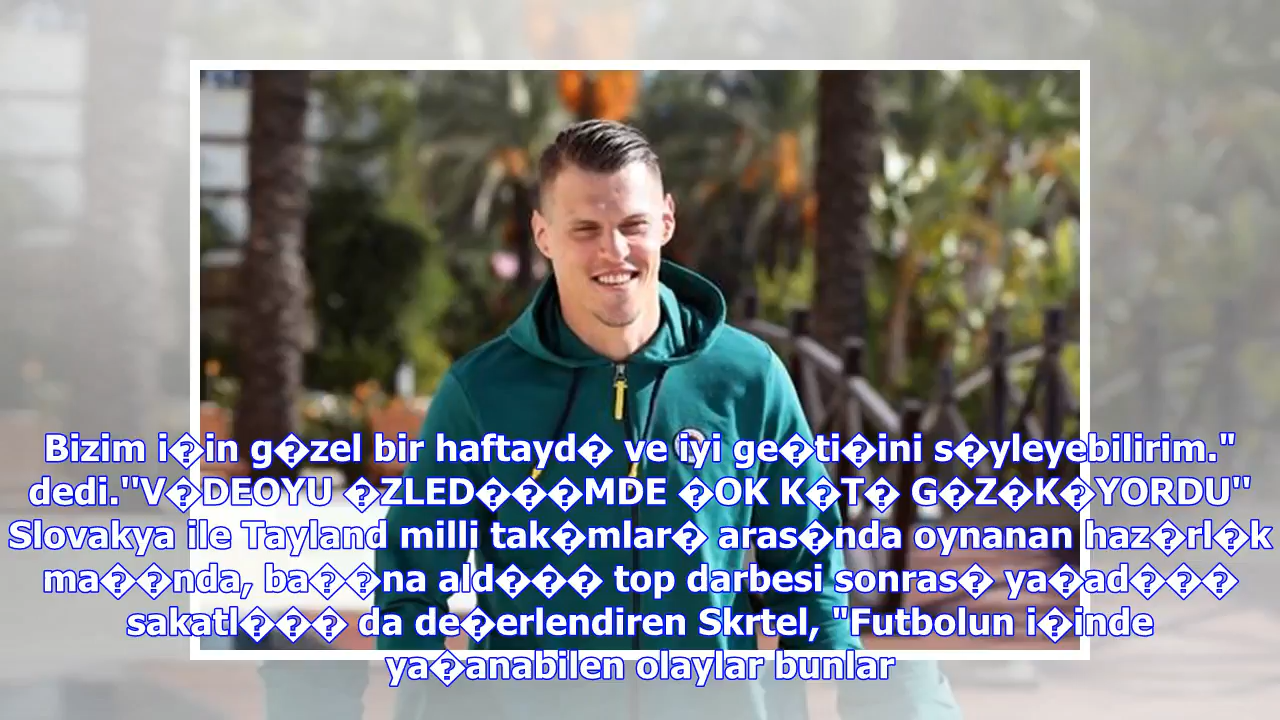 Bizim i�in g�zel bir haftayd� ve iyi ge�ti�ini s�yleyebilirim."
dedi.''V�DEOYU �ZLED���MDE �OK K�T� G�Z�K�YORDU''
Slovakya ile Tayland milli tak�mlar� aras�nda oynanan haz�rl�k
ma��nda, ba��na ald��� top darbesi sonras� ya�ad���
sakatl��� da de�erlendiren Skrtel, "Futbolun i�inde
ya�anabilen olaylar bunlar